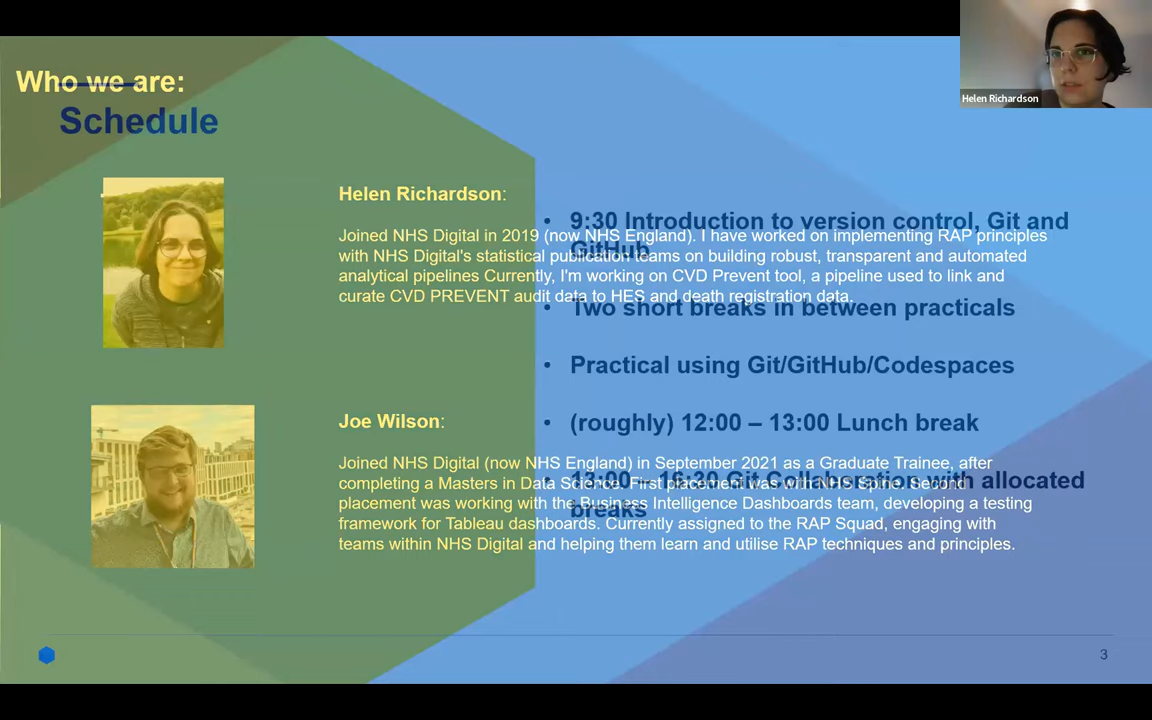 Who we are:
Schedule
Helen Richardson
Helen Richardson:
Joined NHS Digital in 2019 (now NHS England). I have worked on implementing RAP principles
with NHS Digital's statistical publication teams on building robust, transparent and automated
analytical pipelines Currently, I'm working on CVD Prevent tool, a pipeline used to link and
curate CVD PREVENT audit data to HES and death registration data.
Joe Wilson:
Joined NHS Digital (now NHS England) in September 2021 as a Graduate Trainee, after
completing a Masters in Data Science. First placement was with NHS Spine. Second
placement was working with the Business Intelligence Dashboards team, developing a testing
framework for Tableau dashboards. Currently assigned to the RAP Squad, engaging with
teams within NHS Digital and helping them learn and utilise RAP techniques and principles.
• 9:30 Introduction to version control, Git and
GitHub
• Two short breaks in between practicals
• Practical using Git/GitHub/Codespaces
• (roughly) 12:00 – 13:00 Lunch break
• 13:00 – 16:30 Git Collaboration with allocated
breaks
3